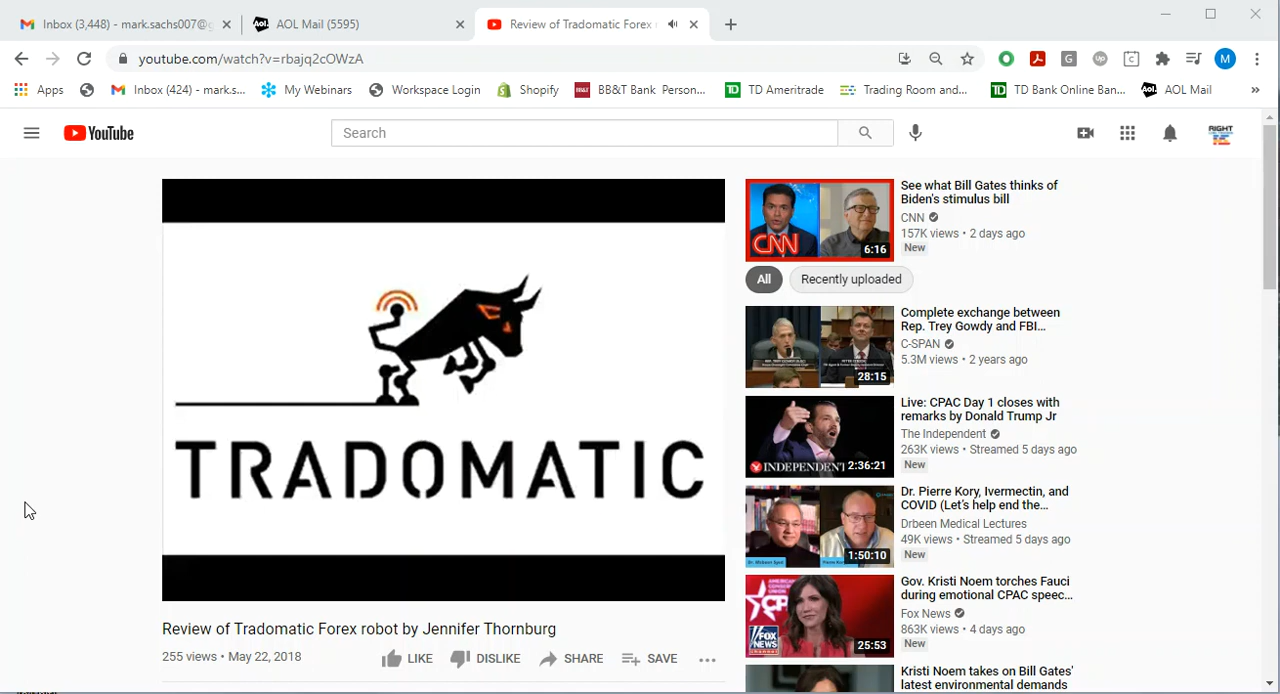 Inbox (3,448) - mark.sachs007@g
AOL Mail (5595)
Review of Tradomatic Forex r
youtube.com/watch?v=rbajq2cOWzA
Apps
Inbox (424) - mark.s...
My Webinars
Workspace Login
Shopify
BB&T Bank Person...
TD Ameritrade
Trading Room and...
TD Bank Online Ban...
AOL Mail
»
YouTube
Search
RIGHT
TRADOMATIC
Review of Tradomatic Forex robot by Jennifer Thornburg
255 views • May 22, 2018
LIKE
DISLIKE
SHARE
SAVE
CNN
6:16
See what Bill Gates thinks of
Biden's stimulus bill
CNN
157K views • 2 days ago
New
All
Recently uploaded
28:15
Complete exchange between
Rep. Trey Gowdy and FBI...
C-SPAN
5.3M views • 2 years ago
INDEPENDENT
2:36:21
Live: CPAC Day 1 closes with
remarks by Donald Trump Jr
The Independent
263K views • Streamed 5 days ago
New
1:50:10
Dr. Pierre Kory, Ivermectin, and
COVID (Let's help end the...
Drbeen Medical Lectures
49K views • Streamed 5 days ago
New
FOX
NEWS
25:53
Gov. Kristi Noem torches Fauci
during emotional CPAC speec...
Fox News
863K views • 4 days ago
New
Kristi Noem takes on Bill Gates'
latest environmental demands